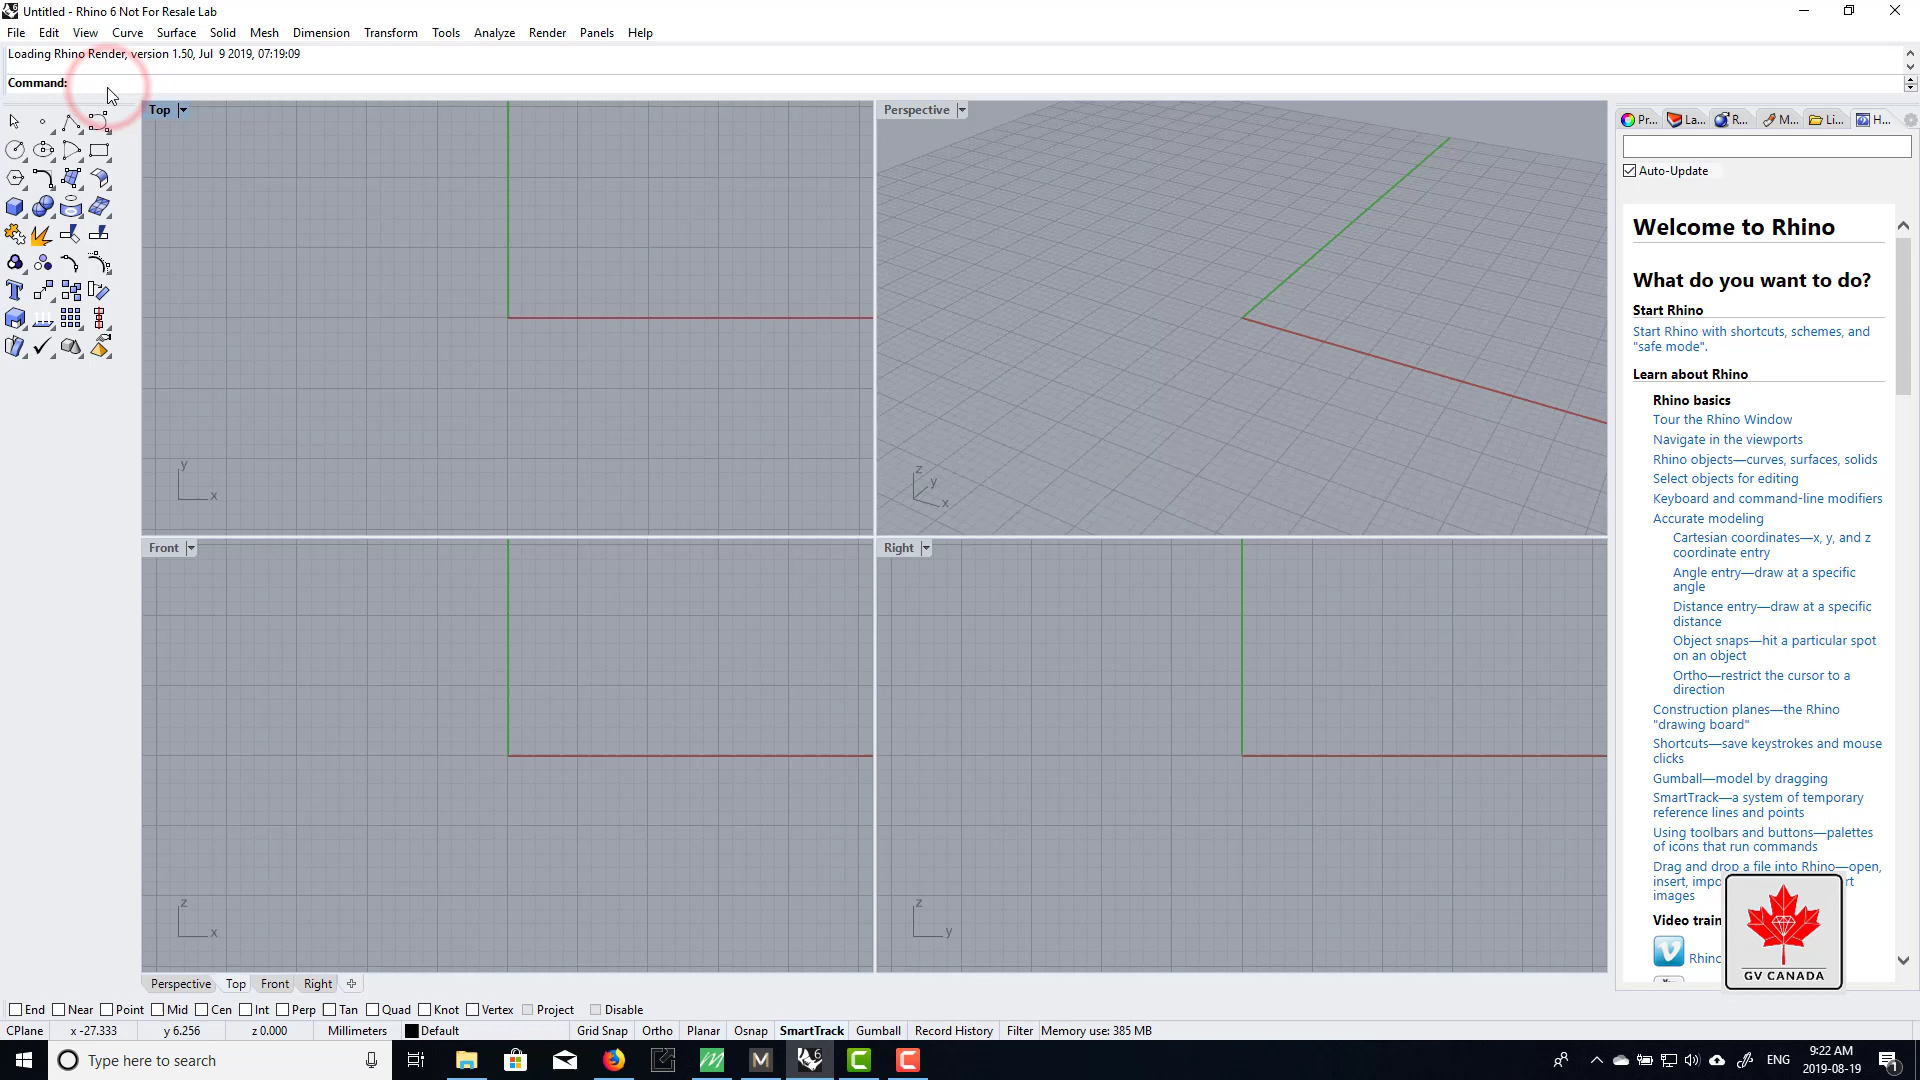 Untitled - Rhino 6 Not For Resale Lab
File Edit View Curve Surface Solid Mesh Dimension Transform Tools Analyze Render Panels Help
Loading Rhino Render, version 1.50, Jul 9 2019, 07:19:09
Command:
Top
Perspective
Pr... La... R... M... Li... H...
Auto-Update
Welcome to Rhino
What do you want to do?
Start Rhino
Start Rhino with shortcuts, schemes, and
"safe mode".
Learn about Rhino
Rhino basics
Tour the Rhino Window
Navigate in the viewports
Rhino objects—curves, surfaces, solids
Select objects for editing
Keyboard and command-line modifiers
Accurate modeling
Cartesian coordinates—x, y, and z
coordinate entry
Angle entry—draw at a specific
angle
Distance entry—draw at a specific
distance
Object snaps—hit a particular spot
on an object
Ortho—restrict the cursor to a
direction
Construction planes—the Rhino
"drawing board"
Shortcuts—save keystrokes and mouse
clicks
Gumball—model by dragging
SmartTrack—a system of temporary
reference lines and points
Using toolbars and buttons—palettes
of icons that run commands
Drag and drop a file into Rhino—open,
insert, impo rt
images
Video train
Rhinc
GV CANADA
y
x
z
y
x
Front
Right
z
x
z
y
Perspective Top Front Right
End Near Point Mid Cen Int Perp Tan Quad Knot Vertex Project Disable
CPlane x -27.333 y 6.256 z 0.000 Millimeters Default Grid Snap Ortho Planar Osnap SmartTrack Gumball Record History Filter Memory use: 385 MB
Type here to search
ENG
9:22 AM
2019-08-19
1